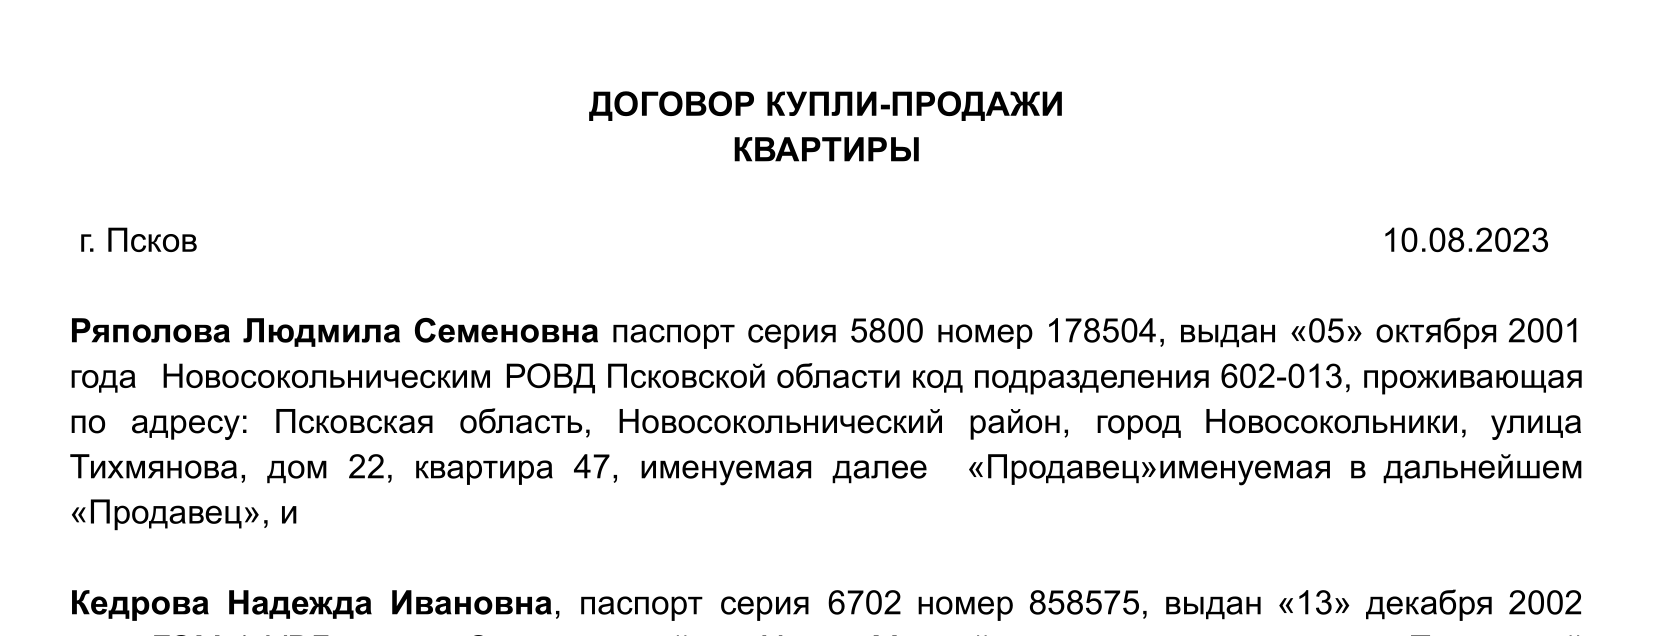 ДОГОВОР КУПЛИ-ПРОДАЖИ
КВАРТИРЫ
г. Псков 10.08.2023
Ряполова Людмила Семеновна паспорт серия 5800 номер 178504, выдан «05» октября 2001
года Новосокольническим РОВД Псковской области код подразделения 602-013, проживающая
по адресу: Псковская область, Новосокольнический район, город Новосокольники, улица
Тихмянова, дом 22, квартира 47, именуемая далее «Продавец»именуемая в дальнейшем
«Продавец», и
Кедрова Надежда Ивановна, паспорт серия 6702 номер 858575, выдан «13» декабря 2002